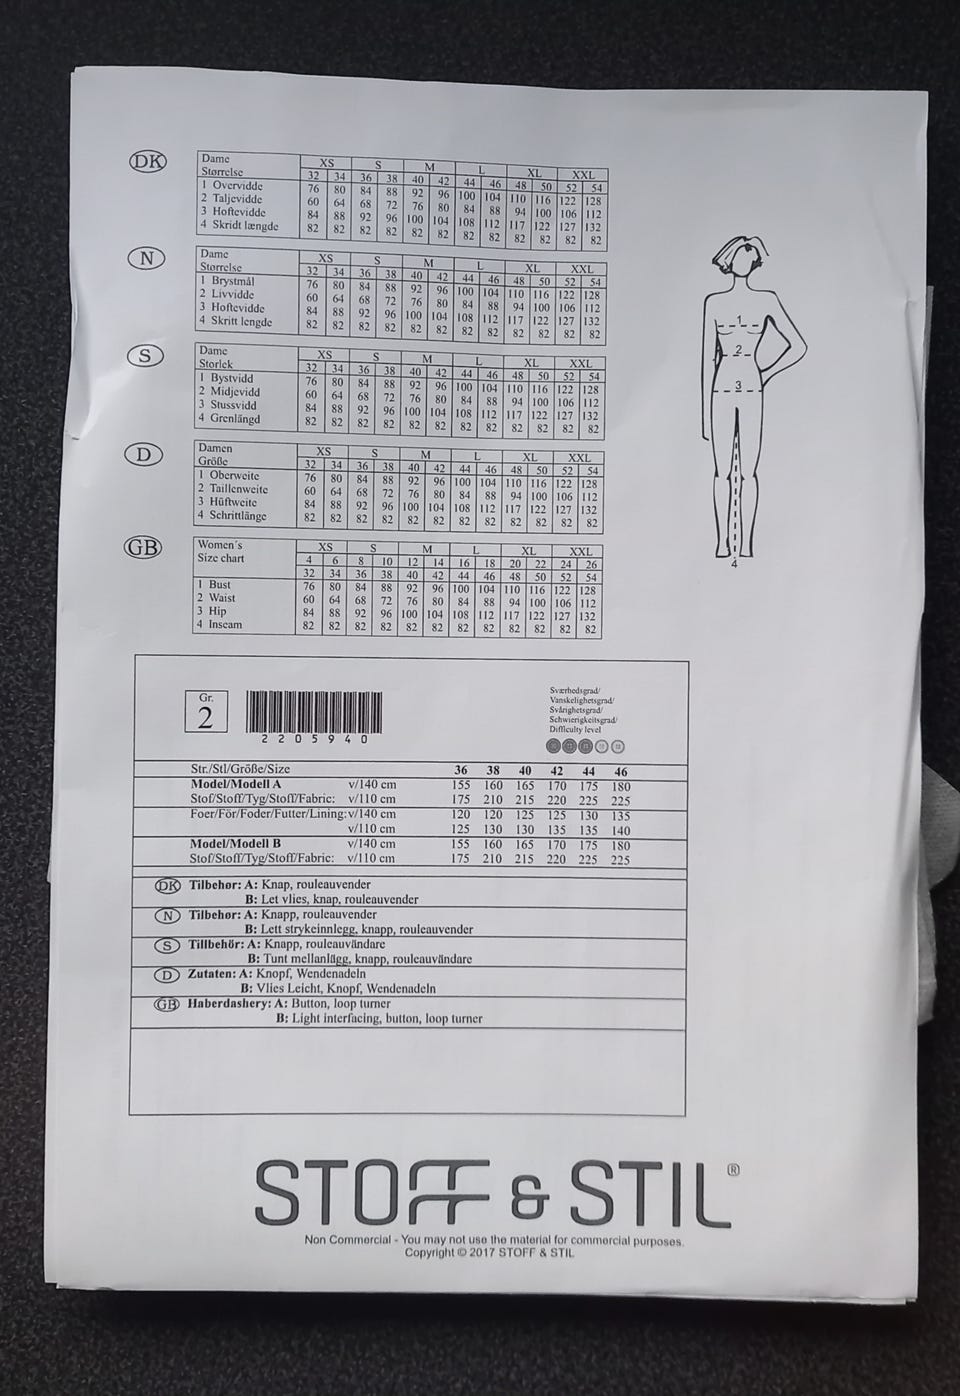 DK
Dame XS S M L XL XXL
Størrelse 32 34 36 38 40 42 44 46 48 50 52 54
1 Overvidde 76 80 84 88 92 96 100 104 110 116 122 128
2 Taljevidde 60 64 68 72 76 80 84 88 94 100 106 112
3 Hoftevidde 84 88 92 96 100 104 108 112 117 122 127 132
4 Skridt længde 82 82 82 82 82 82 82 82 82 82 82 82
N
Dame XS S M L XL XXL
Størrelse 32 34 36 38 40 42 44 46 48 50 52 54
1 Brystmål 76 80 84 88 92 96 100 104 110 116 122 128
2 Livvidde 60 64 68 72 76 80 84 88 94 100 106 112
3 Hoftevidde 84 88 92 96 100 104 108 112 117 122 127 132
4 Skritt lengde 82 82 82 82 82 82 82 82 82 82 82 82
S
Dame XS S M L XL XXL
Storlek 32 34 36 38 40 42 44 46 48 50 52 54
1 Bystvidd 76 80 84 88 92 96 100 104 110 116 122 128
2 Midjevidd 60 64 68 72 76 80 84 88 94 100 106 112
3 Stussvidd 84 88 92 96 100 104 108 112 117 122 127 132
4 Grenlängd 82 82 82 82 82 82 82 82 82 82 82 82
D
Damen XS S M L XL XXL
Größe 32 34 36 38 40 42 44 46 48 50 52 54
1 Oberweite 76 80 84 88 92 96 100 104 110 116 122 128
2 Taillenweite 60 64 68 72 76 80 84 88 94 100 106 112
3 Hüftweite 84 88 92 96 100 104 108 112 117 122 127 132
4 Schrittlänge 82 82 82 82 82 82 82 82 82 82 82 82
GB
Women's XS S M L XL XXL
Size chart 4 6 8 10 12 14 16 18 20 22 24 26
32 34 36 38 40 42 44 46 48 50 52 54
1 Bust 76 80 84 88 92 96 100 104 110 116 122 128
2 Waist 60 64 68 72 76 80 84 88 94 100 106 112
3 Hip 84 88 92 96 100 104 108 112 117 122 127 132
4 Inseam 82 82 82 82 82 82 82 82 82 82 82 82
1
2
3
4
Gr.
2
2205940
Sværhedsgrad/
Vanskelighetsgrad/
Svårighetsgrad/
Schwierigkeitsgrad/
Difficulty level
Str./Stl/Größe/Size 36 38 40 42 44 46
Model/Modell A v/140 cm 155 160 165 170 175 180
Stof/Stoff/Tyg/Stoff/Fabric: v/110 cm 175 210 215 220 225 225
Foer/För/Foder/Futter/Lining: v/140 cm 120 120 125 125 130 135
v/110 cm 125 130 130 135 135 140
Model/Modell B v/140 cm 155 160 165 170 175 180
Stof/Stoff/Tyg/Stoff/Fabric: v/110 cm 175 210 215 220 225 225
DK Tilbehør: A: Knap, rouleauvender
B: Let vlies, knap, rouleauvender
N Tilbehør: A: Knapp, rouleauvender
B: Lett strykeinnlegg, knapp, rouleauvender
S Tillbehör: A: Knapp, rouleauvändare
B: Tunt mellanlägg, knapp, rouleauvändare
D Zutaten: A: Knopf, Wendenadeln
B: Vlies Leicht, Knopf, Wendenadeln
GB Haberdashery: A: Button, loop turner
B: Light interfacing, button, loop turner
STOFF & STIL®
Non Commercial - You may not use the material for commercial purposes.
Copyright © 2017 STOFF & STIL